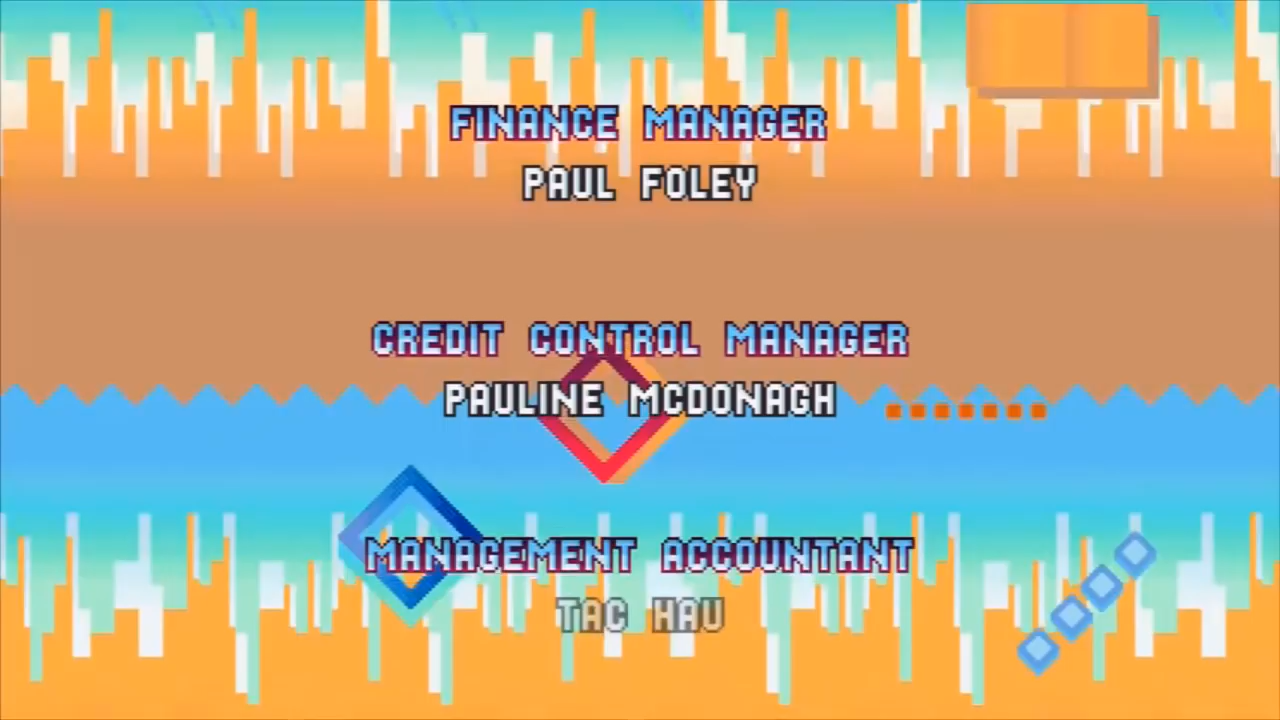 FINANCE MANAGER
PAUL FOLEY
CREDIT CONTROL MANAGER
PAULINE MCDONAGH
MANAGEMENT ACCOUNTANT
TAC HAU